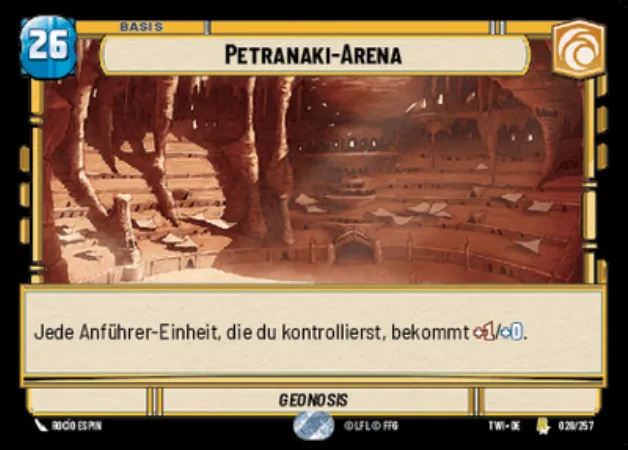 BASIS
26
PETRANAKI-ARENA
Jede Anführer-Einheit, die du kontrollierst, bekommt +1/+0.
GEONOSIS
ROCÍO ESPIN
© LFL © FFG
TWI • DE
028/257